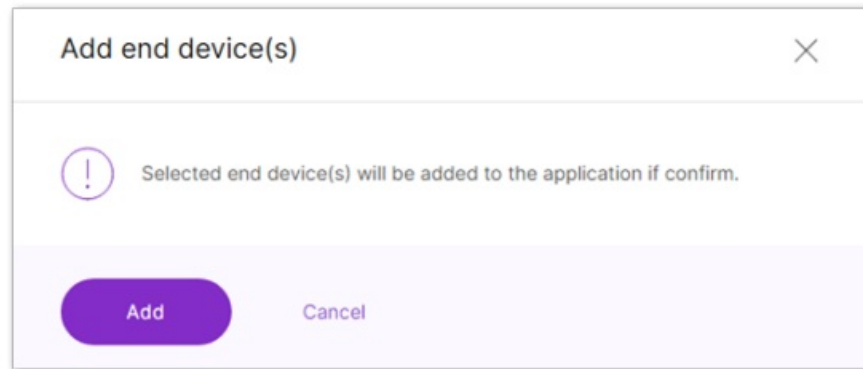 Add end device(s)
Selected end device(s) will be added to the application if confirm.
Add
Cancel